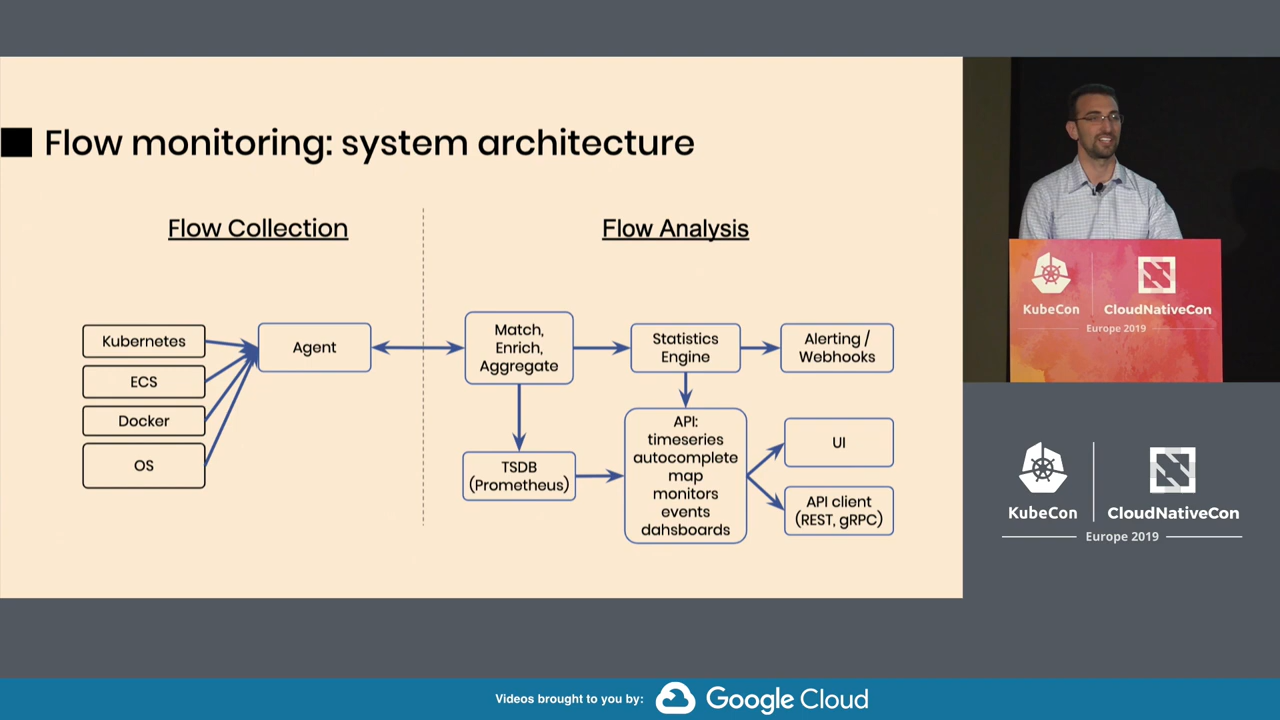 Flow monitoring: system architecture
Flow Collection
Flow Analysis
Kubernetes
ECS
Docker
OS
Agent
Match,
Enrich,
Aggregate
Statistics
Engine
Alerting /
Webhooks
TSDB
(Prometheus)
API:
timeseries
autocomplete
map
monitors
events
dahsboards
UI
API client
(REST, gRPC)
KubeCon
CloudNativeCon
Europe 2019
KubeCon
CloudNativeCon
Europe 2019
Videos brought to you by:
Google Cloud